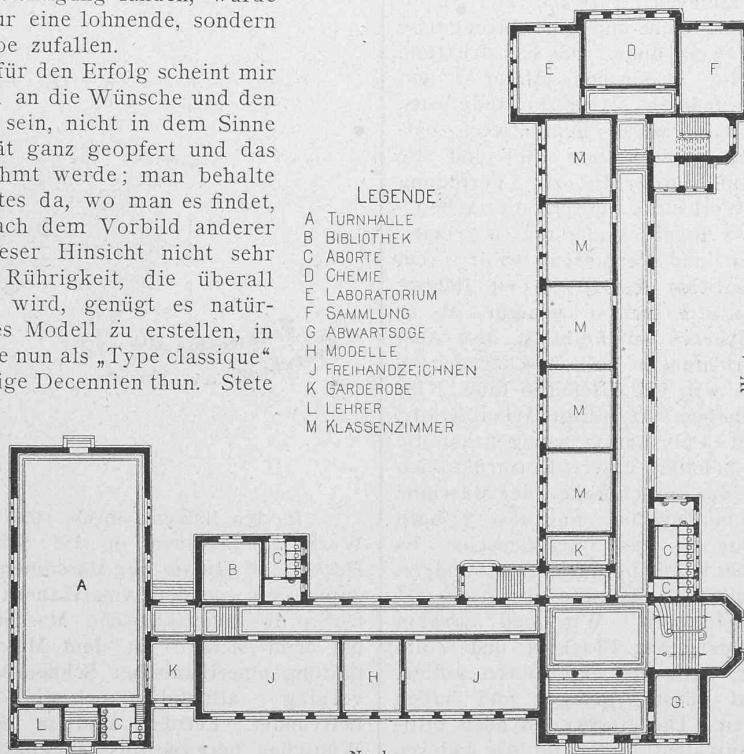 ur eine lohnende, sondern
be zufallen.
für den Erfolg scheint mir
an die Wünsche und den
sein, nicht in dem Sinne
ät ganz geopfert und das
hmt werde; man behalte
tes da, wo man es findet,
ach dem Vorbild anderer
ieser Hinsicht nicht sehr
Rührigkeit, die überall
wird, genügt es natür-
es Modell zu erstellen, in
e nun als „Type classique“
ige Decennien thun. Stete
LEGENDE:
A TURNHALLE
B BIBLIOTHEK
C ABORTE
D CHEMIE
E LABORATORIUM
F SAMMLUNG
G ABWARTSOGE
H MODELLE
J FREIHANDZEICHNEN
K GARDEROBE
L LEHRER
M KLASSENZIMMER
E
D
F
M
M
M
M
M
K
C
C
G.
A
B
C
K
J
H
L
C